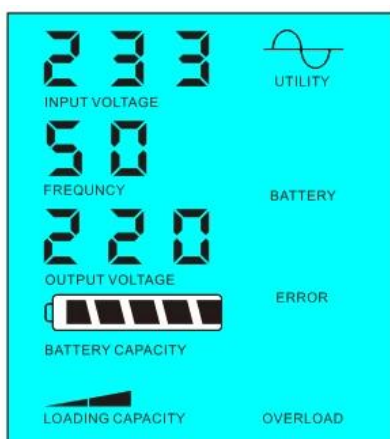 233
INPUT VOLTAGE
UTILITY
50
FREQUNCY
BATTERY
220
OUTPUT VOLTAGE
ERROR
BATTERY CAPACITY
LOADING CAPACITY
OVERLOAD